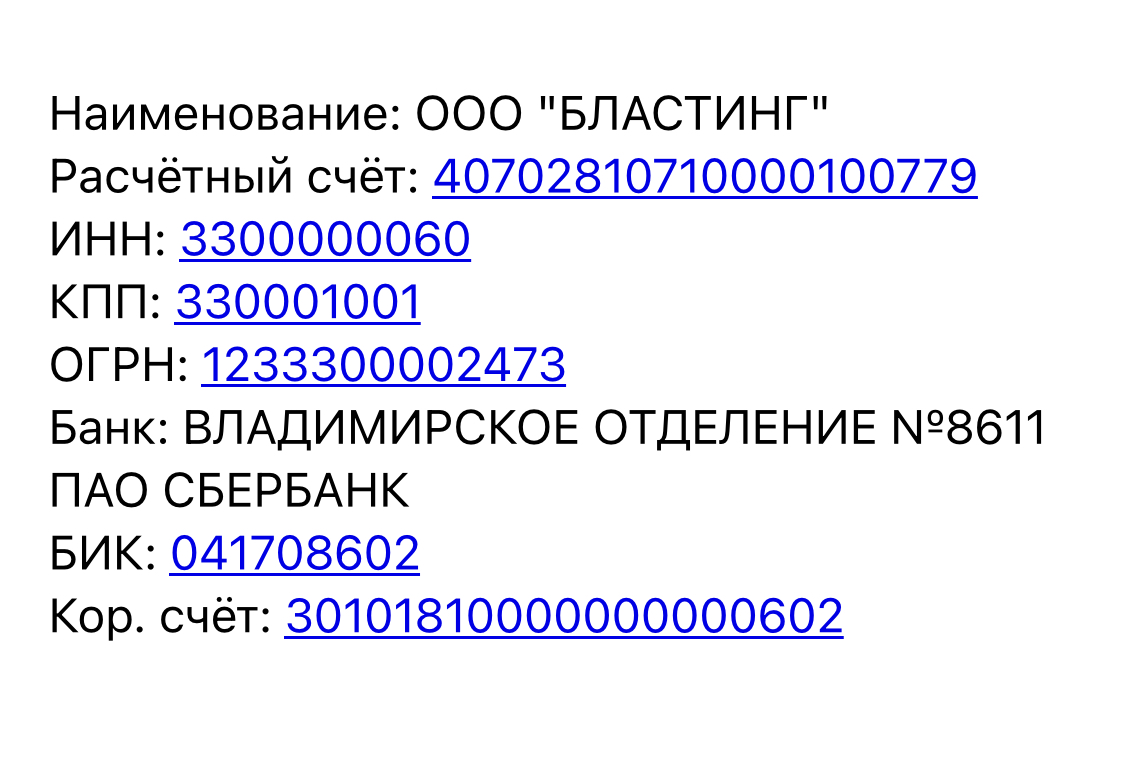 Наименование: ООО "БЛАСТИНГ"
Расчётный счёт: 40702810710000100779
ИНН: 3300000060
КПП: 330001001
ОГРН: 1233300002473
Банк: ВЛАДИМИРСКОЕ ОТДЕЛЕНИЕ №8611
ПАО СБЕРБАНК
БИК: 041708602
Кор. счёт: 30101810000000000602